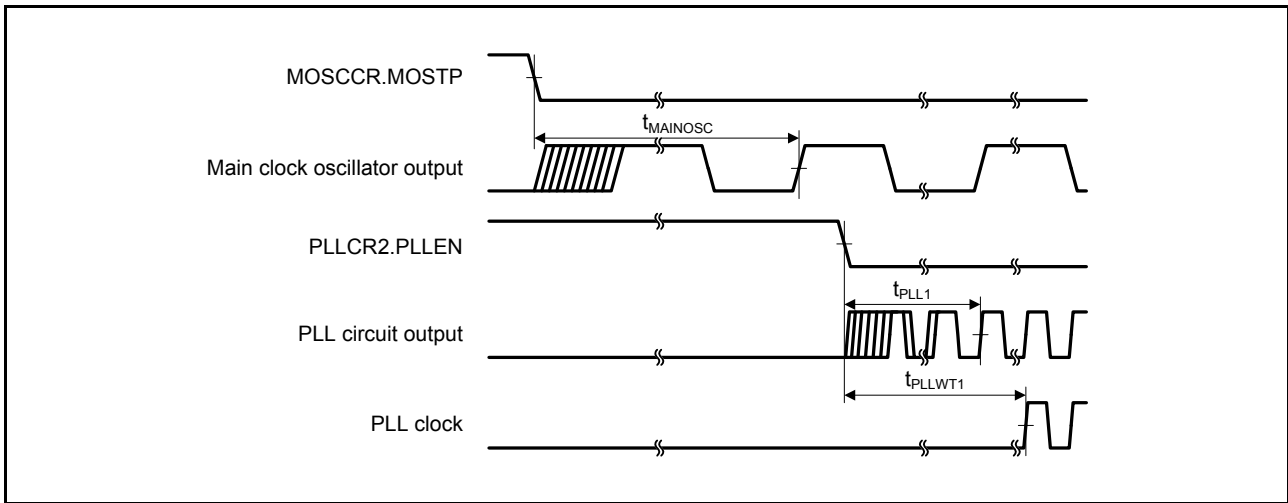 MOSCCR.MOSTP
tMAINOSC
Main clock oscillator output
PLLCR2.PLLEN
tPLL1
PLL circuit output
tPLLWT1
PLL clock